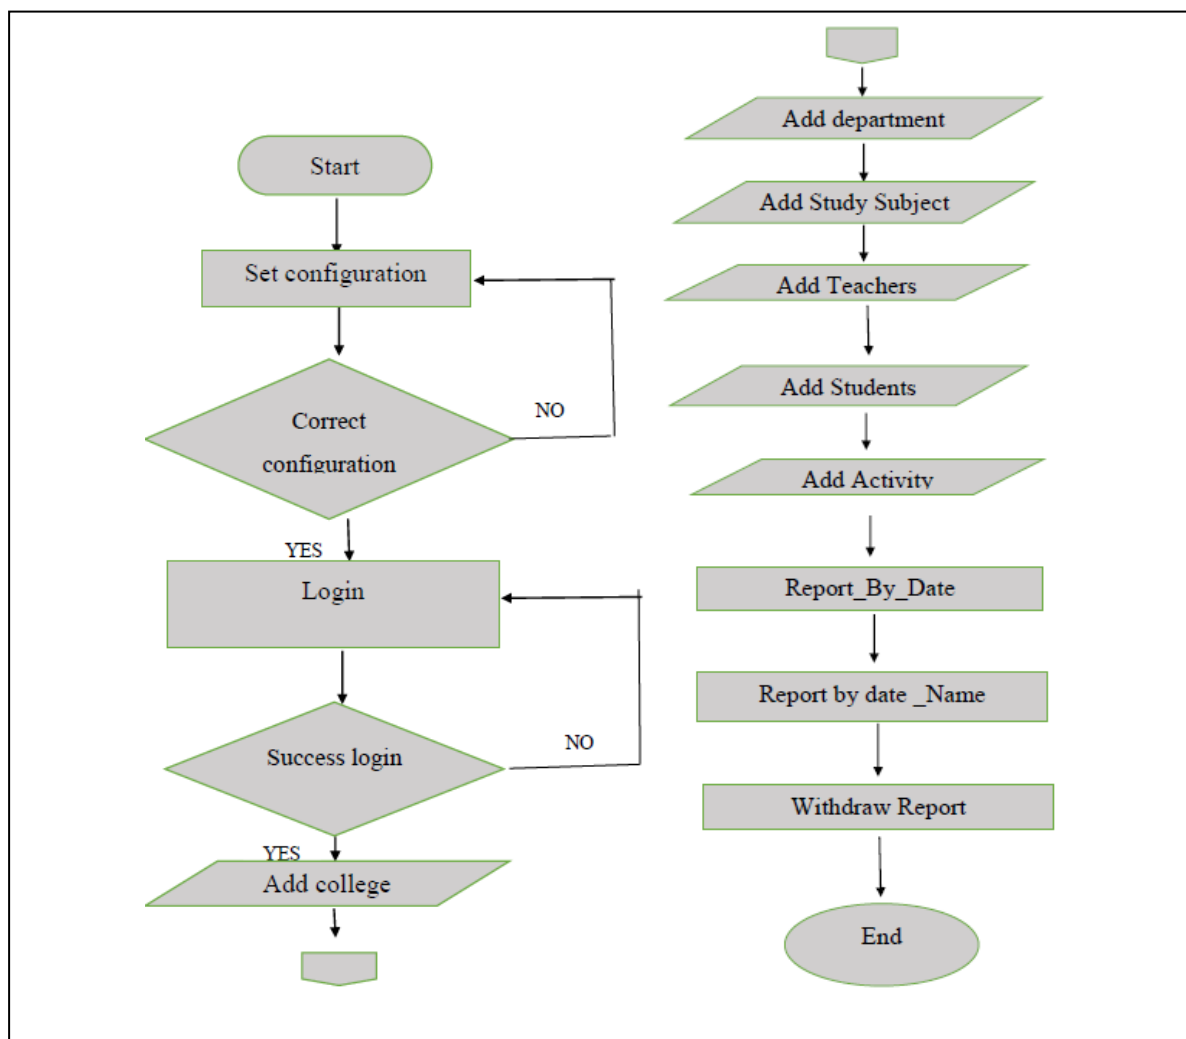 Start
Set configuration
Correct
configuration
NO
YES
Login
Success login
NO
YES
Add college
Add department
Add Study Subject
Add Teachers
Add Students
Add Activity
Report_By_Date
Report by date _Name
Withdraw Report
End